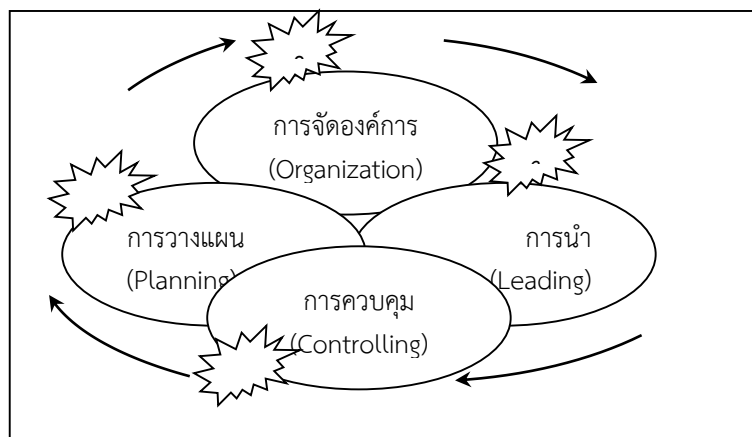 การจัดองค์การ
(Organization)
การวางแผน
(Planning)
การนำ
(Leading)
การควบคุม
(Controlling)